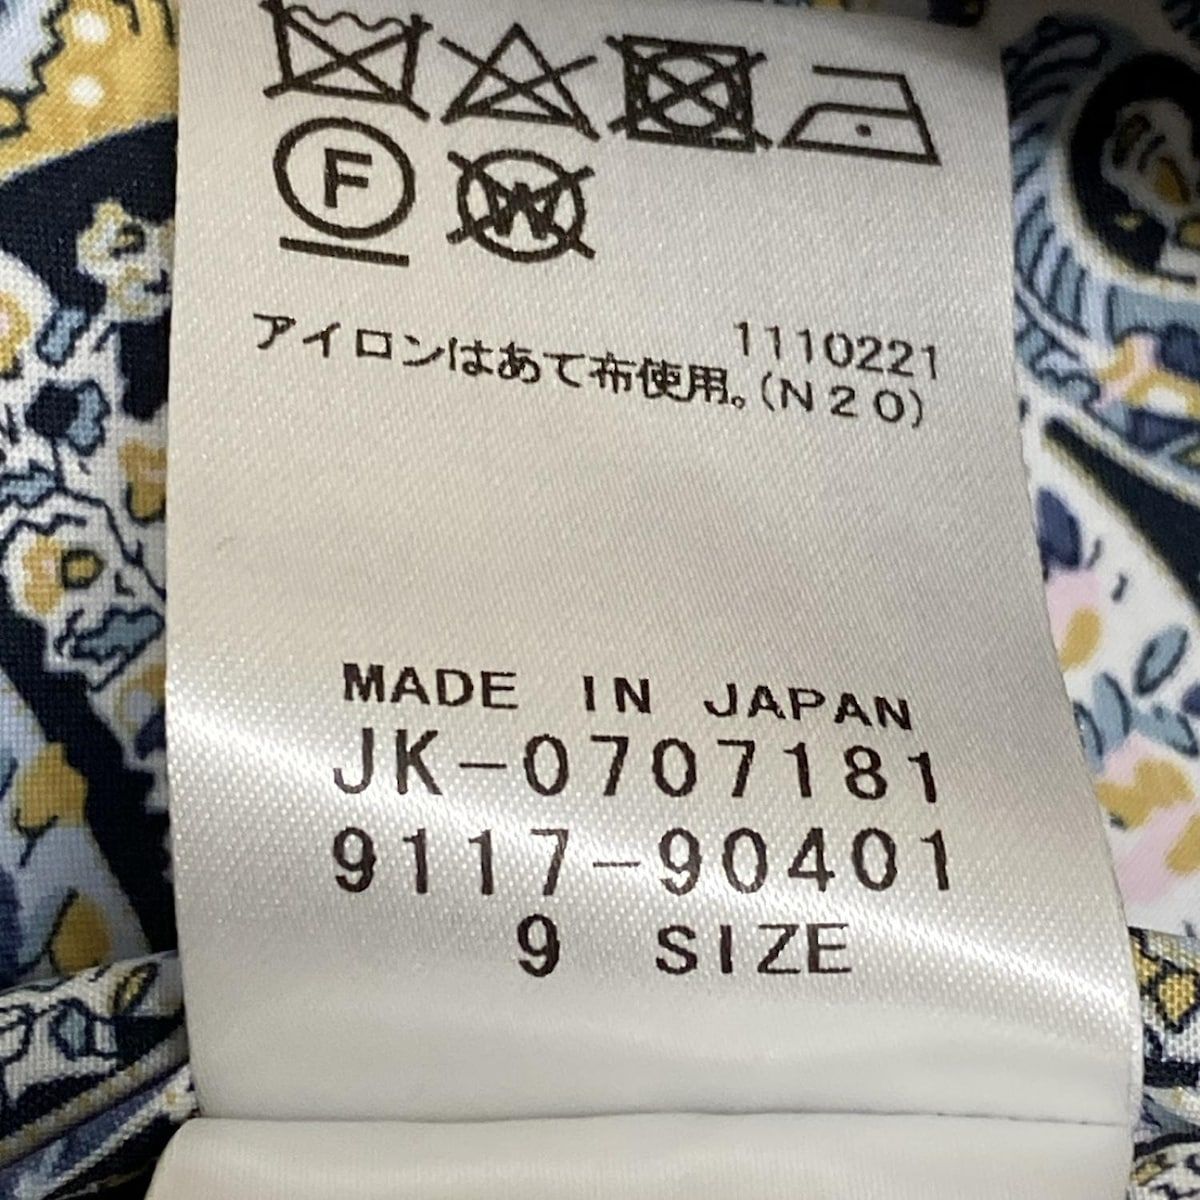 F W
1110221
アイロンはあて布使用。(N20)
MADE IN JAPAN
JK-0707181
9117-90401
9 SIZE